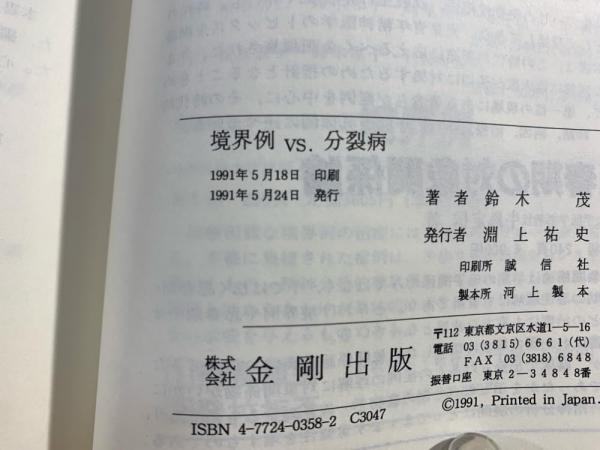 境界例 vs. 分裂病
1991年5月18日 印刷
1991年5月24日 発行
著者 鈴木 茂
発行者 淵上祐史
印刷所 誠信社
製本所 河上製本
〒112 東京都文京区水道1−5−16
電話 03(3815)6661(代)
FAX 03(3818)6848
振替口座 東京2−34848番
株式会社 金剛出版
ISBN 4-7724-0358-2 C3047
©1991, Printed in Japan.